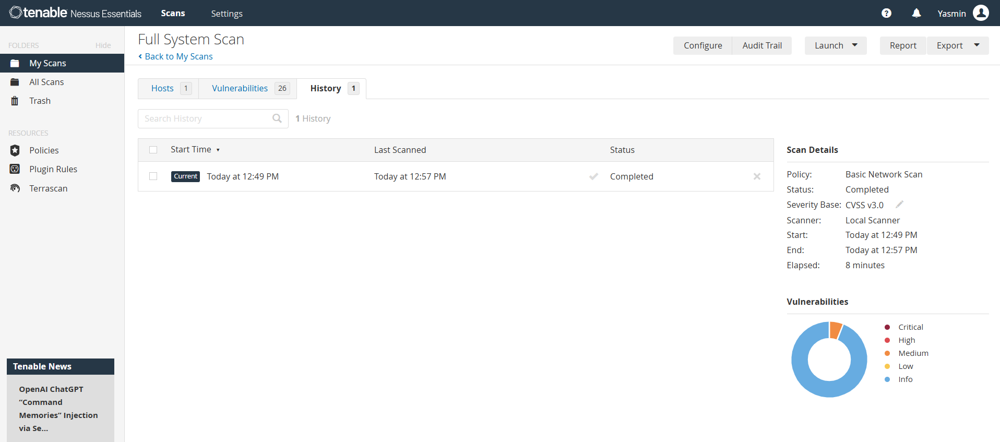 tenable Nessus Essentials
Scans
Settings
?
Yasmin
FOLDERS
Hide
My Scans
All Scans
Trash
RESOURCES
Policies
Plugin Rules
Terrascan
Tenable News
OpenAI ChatGPT
“Command
Memories” Injection
via Se...
Full System Scan
Back to My Scans
Configure
Audit Trail
Launch
Report
Export
Hosts 1
Vulnerabilities 26
History 1
Search History
1 History
Start Time
Last Scanned
Status
Current Today at 12:49 PM
Today at 12:57 PM
Completed
Scan Details
Policy: Basic Network Scan
Status: Completed
Severity Base: CVSS v3.0
Scanner: Local Scanner
Start: Today at 12:49 PM
End: Today at 12:57 PM
Elapsed: 8 minutes
Vulnerabilities
Critical
High
Medium
Low
Info